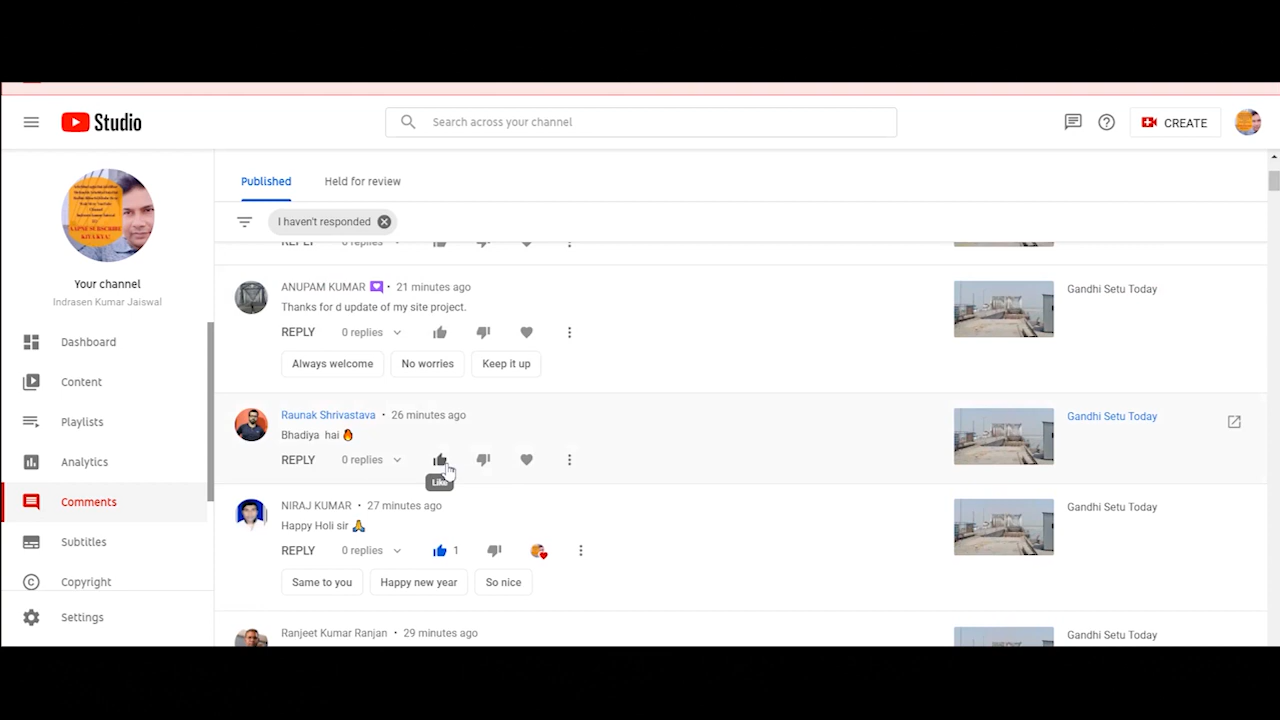 Studio
Search across your channel
CREATE
Your channel
Indrasen Kumar Jaiswal
Dashboard
Content
Playlists
Analytics
Comments
Subtitles
Copyright
Settings
Published
Held for review
I haven't responded
REPLY 0 replies
ANUPAM KUMAR • 21 minutes ago
Thanks for d update of my site project.
REPLY 0 replies
Always welcome No worries Keep it up
Gandhi Setu Today
Raunak Shrivastava • 26 minutes ago
Bhadiya hai 🔥
REPLY 0 replies
Like
Gandhi Setu Today
NIRAJ KUMAR • 27 minutes ago
Happy Holi sir 🙏
REPLY 0 replies 1
Same to you Happy new year So nice
Gandhi Setu Today
Ranjeet Kumar Ranjan • 29 minutes ago
Gandhi Setu Today